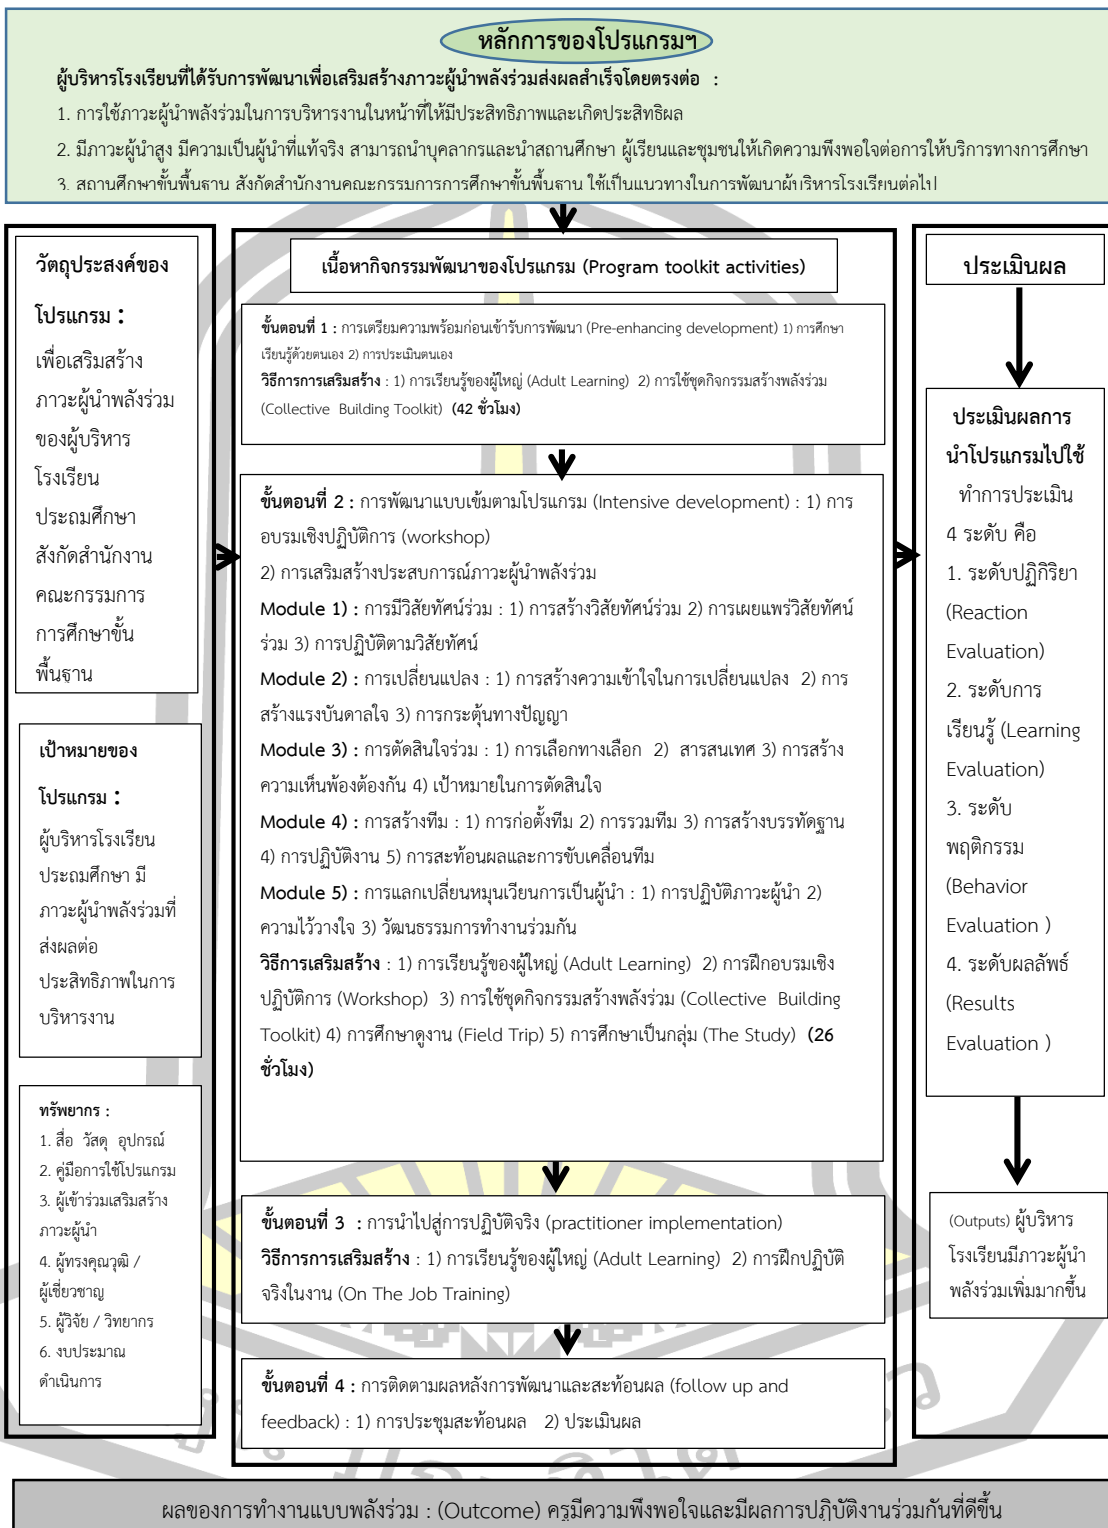 หลักการของโปรแกรมฯ
ผู้บริหารโรงเรียนที่ได้รับการพัฒนาเพื่อเสริมสร้างภาวะผู้นำพลังร่วมส่งผลสำเร็จโดยตรงต่อ :
1. การใช้ภาวะผู้นำพลังร่วมในการบริหารงานในหน้าที่ให้มีประสิทธิภาพและเกิดประสิทธิผล
2. มีภาวะผู้นำสูง มีความเป็นผู้นำที่แท้จริง สามารถนำบุคลากรและนำสถานศึกษา ผู้เรียนและชุมชนให้เกิดความพึงพอใจต่อการให้บริการทางการศึกษา
3. สถานศึกษาขั้นพื้นฐาน สังกัดสำนักงานคณะกรรมการการศึกษาขั้นพื้นฐาน ใช้เป็นแนวทางในการพัฒนาผู้บริหารโรงเรียนต่อไป
วัตถุประสงค์ของ
โปรแกรม :
เพื่อเสริมสร้าง
ภาวะผู้นำพลังร่วม
ของผู้บริหาร
โรงเรียน
ประถมศึกษา
สังกัดสำนักงาน
คณะกรรมการ
การศึกษาขั้น
พื้นฐาน
เป้าหมายของ
โปรแกรม :
ผู้บริหารโรงเรียน
ประถมศึกษา มี
ภาวะผู้นำพลังร่วมที่
ส่งผลต่อ
ประสิทธิภาพในการ
บริหารงาน
ทรัพยากร :
1. สื่อ วัสดุ อุปกรณ์
2. คู่มือการใช้โปรแกรม
3. ผู้เข้าร่วมเสริมสร้าง
ภาวะผู้นำ
4. ผู้ทรงคุณวุฒิ /
ผู้เชี่ยวชาญ
5. ผู้วิจัย / วิทยากร
6. งบประมาณ
ดำเนินการ
เนื้อหากิจกรรมพัฒนาของโปรแกรม (Program toolkit activities)
ขั้นตอนที่ 1 : การเตรียมความพร้อมก่อนเข้ารับการพัฒนา (Pre-enhancing development) 1) การศึกษา
เรียนรู้ด้วยตนเอง 2) การประเมินตนเอง
วิธีการการเสริมสร้าง : 1) การเรียนรู้ของผู้ใหญ่ (Adult Learning) 2) การใช้ชุดกิจกรรมสร้างพลังร่วม
(Collective Building Toolkit) (42 ชั่วโมง)
ขั้นตอนที่ 2 : การพัฒนาแบบเข้มตามโปรแกรม (Intensive development) : 1) การ
อบรมเชิงปฏิบัติการ (workshop)
2) การเสริมสร้างประสบการณ์ภาวะผู้นำพลังร่วม
Module 1) : การมีวิสัยทัศน์ร่วม : 1) การสร้างวิสัยทัศน์ร่วม 2) การเผยแพร่วิสัยทัศน์
ร่วม 3) การปฏิบัติตามวิสัยทัศน์
Module 2) : การเปลี่ยนแปลง : 1) การสร้างความเข้าใจในการเปลี่ยนแปลง 2) การ
สร้างแรงบันดาลใจ 3) การกระตุ้นทางปัญญา
Module 3) : การตัดสินใจร่วม : 1) การเลือกทางเลือก 2) สารสนเทศ 3) การสร้าง
ความเห็นพ้องต้องกัน 4) เป้าหมายในการตัดสินใจ
Module 4) : การสร้างทีม : 1) การก่อตั้งทีม 2) การรวมทีม 3) การสร้างบรรทัดฐาน
4) การปฏิบัติงาน 5) การสะท้อนผลและการขับเคลื่อนทีม
Module 5) : การแลกเปลี่ยนหมุนเวียนการเป็นผู้นำ : 1) การปฏิบัติภาวะผู้นำ 2)
ความไว้วางใจ 3) วัฒนธรรมการทำงานร่วมกัน
วิธีการเสริมสร้าง : 1) การเรียนรู้ของผู้ใหญ่ (Adult Learning) 2) การฝึกอบรมเชิง
ปฏิบัติการ (Workshop) 3) การใช้ชุดกิจกรรมสร้างพลังร่วม (Collective Building
Toolkit) 4) การศึกษาดูงาน (Field Trip) 5) การศึกษาเป็นกลุ่ม (The Study) (26
ชั่วโมง)
ขั้นตอนที่ 3 : การนำไปสู่การปฏิบัติจริง (practitioner implementation)
วิธีการการเสริมสร้าง : 1) การเรียนรู้ของผู้ใหญ่ (Adult Learning) 2) การฝึกปฏิบัติ
จริงในงาน (On The Job Training)
ขั้นตอนที่ 4 : การติดตามผลหลังการพัฒนาและสะท้อนผล (follow up and
feedback) : 1) การประชุมสะท้อนผล 2) ประเมินผล
ประเมินผล
ประเมินผลการ
นำโปรแกรมไปใช้
ทำการประเมิน
4 ระดับ คือ
1. ระดับปฏิกิริยา
(Reaction
Evaluation)
2. ระดับการ
เรียนรู้ (Learning
Evaluation)
3. ระดับ
พฤติกรรม
(Behavior
Evaluation )
4. ระดับผลลัพธ์
(Results
Evaluation )
(Outputs) ผู้บริหาร
โรงเรียนมีภาวะผู้นำ
พลังร่วมเพิ่มมากขึ้น
ผลของการทำงานแบบพลังร่วม : (Outcome) ครูมีความพึงพอใจและมีผลการปฏิบัติงานร่วมกันที่ดีขึ้น